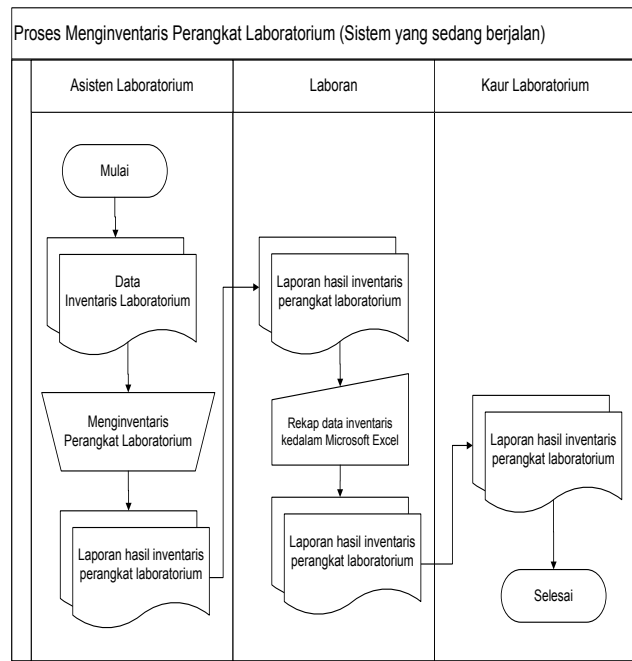 Proses Menginventaris Perangkat Laboratorium (Sistem yang sedang berjalan)
Asisten Laboratorium
Laboran
Kaur Laboratorium
Mulai
Data
Inventaris Laboratorium
Menginventaris
Perangkat Laboratorium
Laporan hasil inventaris
perangkat laboratorium
Laporan hasil inventaris
perangkat laboratorium
Rekap data inventaris
kedalam Microsoft Excel
Laporan hasil inventaris
perangkat laboratorium
Laporan hasil inventaris
perangkat laboratorium
Selesai